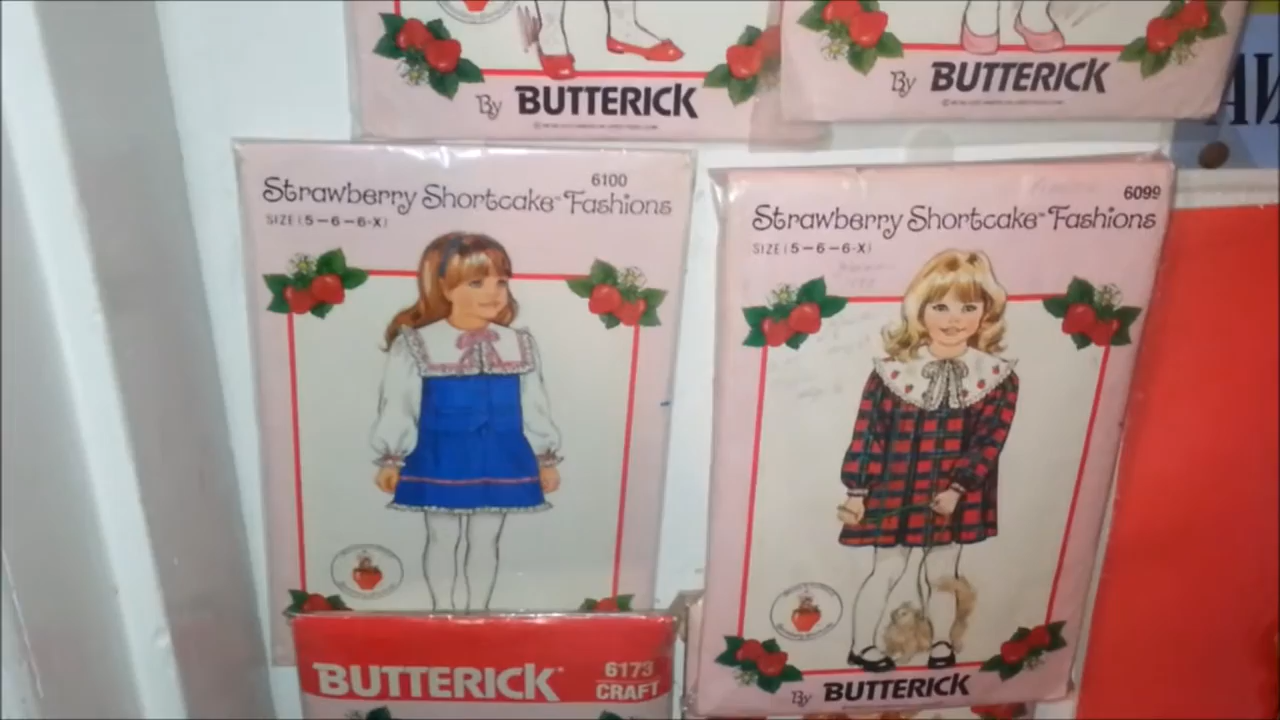 By BUTTERICK
By BUTTERICK
6100
Strawberry Shortcake™ Fashions
SIZE (5-6-6-X)
6099
Strawberry Shortcake™ Fashions
SIZE (5-6-6-X)
BUTTERICK®
6173
CRAFT
By BUTTERICK